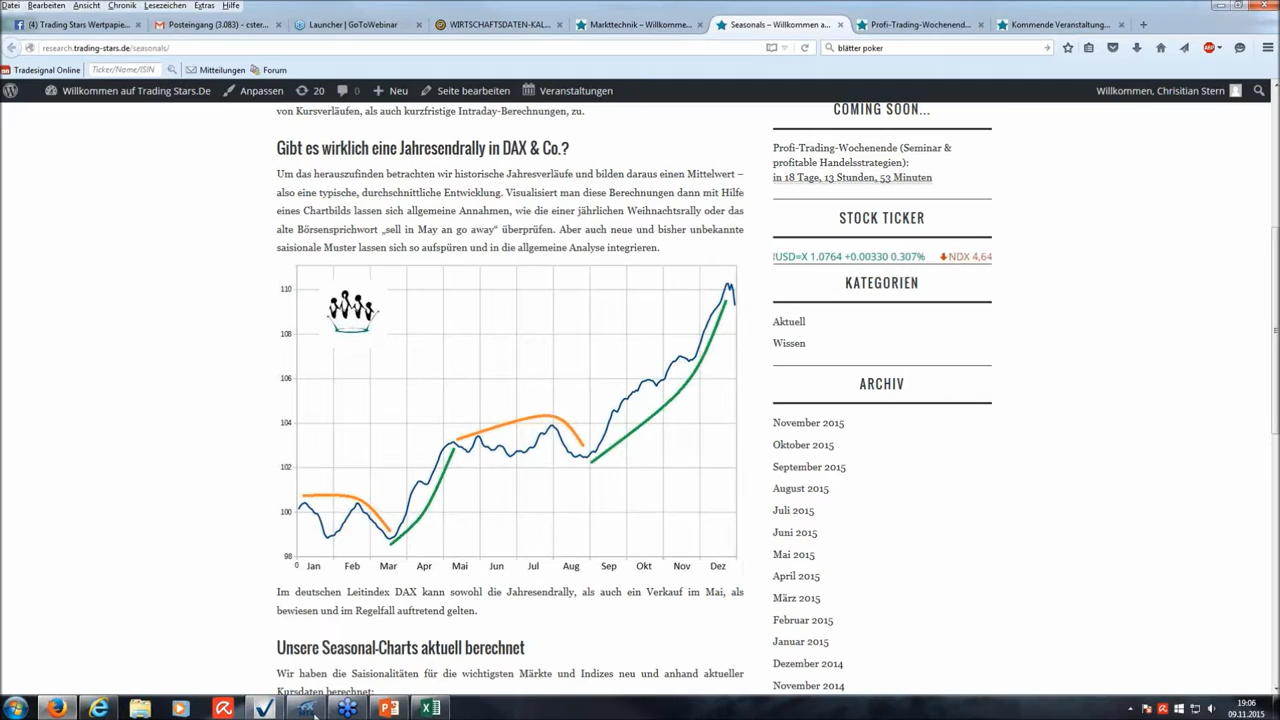 Datei Bearbeiten Ansicht Chronik Lesezeichen Extras Hilfe
(4) Trading Stars Wertpapie...
Posteingang (3.083) - cster...
Launcher | GoToWebinar
WIRTSCHAFTSDATEN-KAL...
Markttechnik – Willkomme...
Seasonals – Willkommen a...
Profi-Trading-Wochenend...
Kommende Veranstaltung...
research.trading-stars.de/seasonals/
blätter poker
Tradesignal Online
Ticker/Name/ISIN
Mitteilungen
Forum
Willkommen auf Trading Stars.De
Anpassen
20
0
Neu
Seite bearbeiten
Veranstaltungen
Willkommen, Chrisitian Stern
von Kursverläufen, als auch kurzfristige Intraday-Berechnungen, zu.
Gibt es wirklich eine Jahresendrally in DAX & Co.?
Um das herauszufinden betrachten wir historische Jahresverläufe und bilden daraus einen Mittelwert –
also eine typische, durchschnittliche Entwicklung. Visualisiert man diese Berechnungen dann mit Hilfe
eines Chartbilds lassen sich allgemeine Annahmen, wie die einer jährlichen Weihnachtsrally oder das
alte Börsensprichwort „sell in May an go away“ überprüfen. Aber auch neue und bisher unbekannte
saisionale Muster lassen sich so aufspüren und in die allgemeine Analyse integrieren.
110
108
106
104
102
100
98
0 Jan Feb Mar Apr Mai Jun Jul Aug Sep Okt Nov Dez
Im deutschen Leitindex DAX kann sowohl die Jahresendrally, als auch ein Verkauf im Mai, als
bewiesen und im Regelfall auftretend gelten.
Unsere Seasonal-Charts aktuell berechnet
Wir haben die Saisionalitäten für die wichtigsten Märkte und Indizes neu und anhand aktueller
Kursdaten berechnet:
COMING SOON...
Profi-Trading-Wochenende (Seminar &
profitable Handelsstrategien):
in 18 Tage, 13 Stunden, 53 Minuten
STOCK TICKER
USD=X 1.0764 +0.00330 0.307% NDX 4,64
KATEGORIEN
Aktuell
Wissen
ARCHIV
November 2015
Oktober 2015
September 2015
August 2015
Juli 2015
Juni 2015
Mai 2015
April 2015
März 2015
Februar 2015
Januar 2015
Dezember 2014
November 2014
19:06
09.11.2015